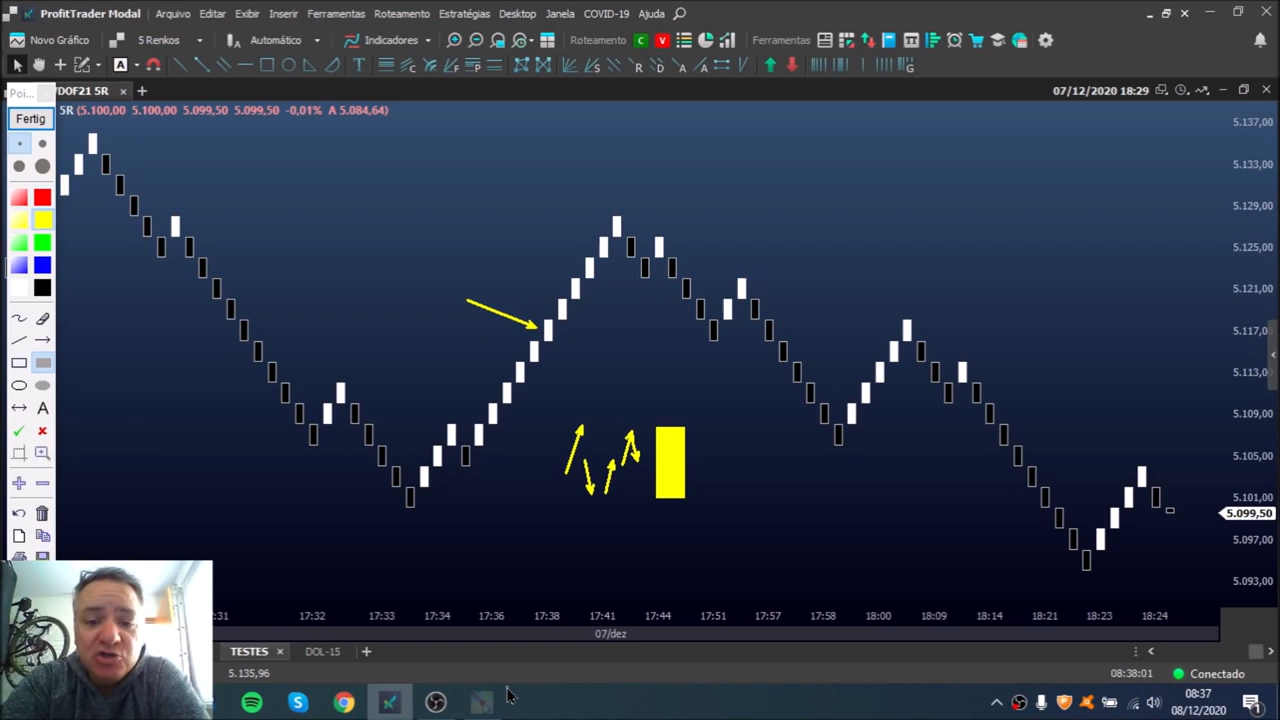 ProfitTrader Modal Arquivo Editar Exibir Inserir Ferramentas Roteamento Estratégias Desktop Janela COVID-19 Ajuda
Novo Gráfico 5 Renkos Automático Indicadores Roteamento C V Ferramentas
A T C F P S R D A A G
Poi... DOF21 5R 07/12/2020 18:29
5R (5.100,00 5.100,00 5.099,50 5.099,50 -0,01% A 5.084,64)
Fertig
A
5.137,00
5.133,00
5.129,00
5.125,00
5.121,00
5.117,00
5.113,00
5.109,00
5.105,00
5.101,00
5.099,50
5.097,00
5.093,00
17:31 17:32 17:33 17:34 17:36 17:38 17:41 17:44 17:51 17:57 17:58 18:00 18:09 18:14 18:21 18:23 18:24
07/dez
TESTES DOL-15
5.135,96 08:38:01 Conectado
08:37
08/12/2020
1